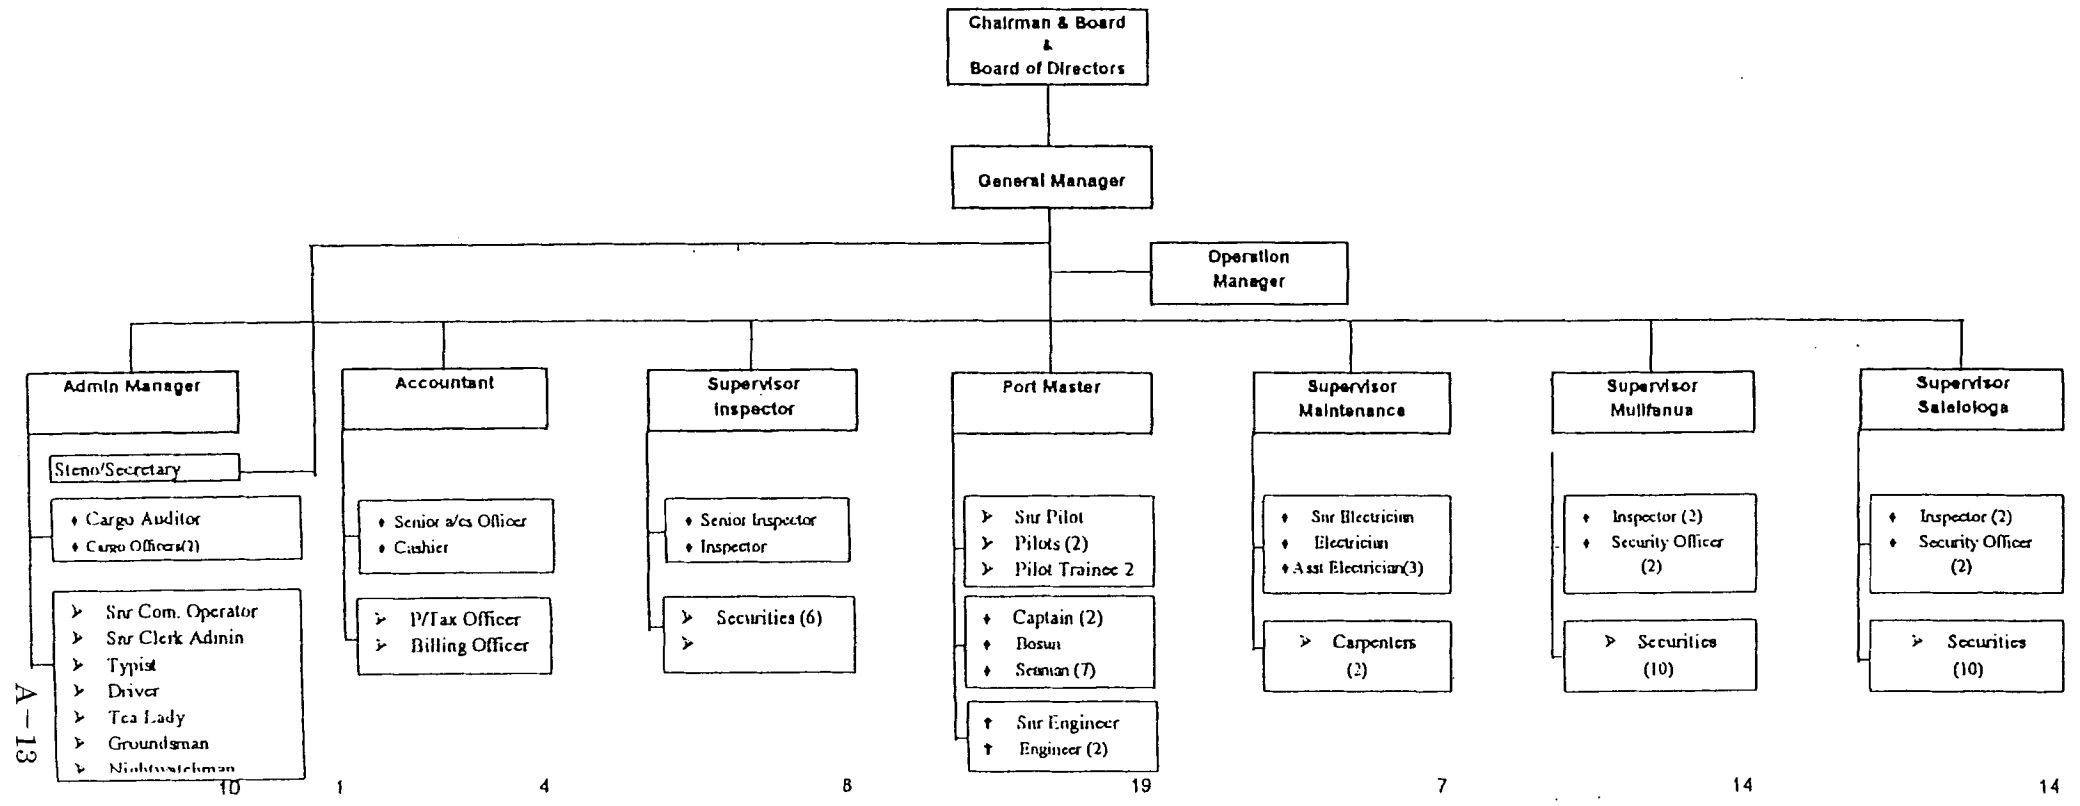 Chairman & Board
&
Board of Directors
General Manager
Operation
Manager
Admin Manager
Steno/Secretary
Cargo Auditor
Cargo Officers(2)
Snr Com. Operator
Snr Clerk Admin
Typist
Driver
Tea Lady
Groundsman
Nightwatchman
10
1
Accountant
Senior a/cs Officer
Cashier
P/Tax Officer
Billing Officer
4
Supervisor
Inspector
Senior Inspector
Inspector
Securities (6)
8
Port Master
Snr Pilot
Pilots (2)
Pilot Trainee 2
Captain (2)
Bosun
Seaman (7)
Snr Engineer
Engineer (2)
19
Supervisor
Maintenance
Snr Electrician
Electrician
Asst Electrician(3)
Carpenters
(2)
7
Supervisor
Mulifanua
Inspector (2)
Security Officer
(2)
Securities
(10)
14
Supervisor
Salelologa
Inspector (2)
Security Officer
(2)
Securities
(10)
14
A - 13